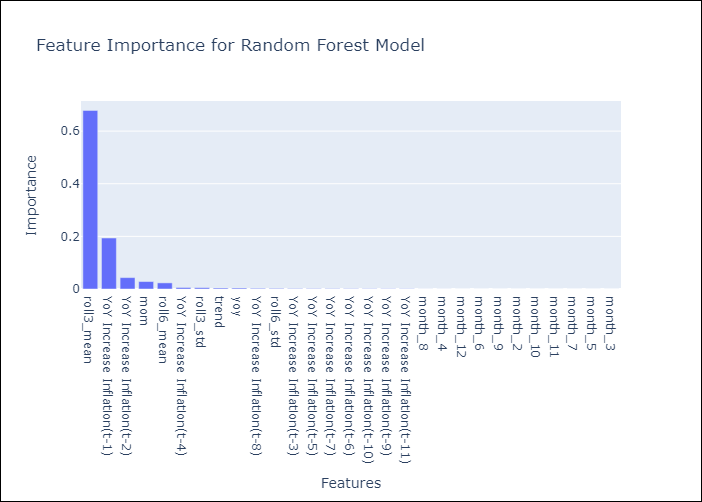 Feature Importance for Random Forest Model
Importance
0.6
0.4
0.2
0
roll3_mean
YoY Increase Inflation(t-1)
YoY Increase Inflation(t-2)
mom
roll6_mean
YoY Increase Inflation(t-4)
roll3_std
trend
yoy
YoY Increase Inflation(t-8)
roll6_std
YoY Increase Inflation(t-3)
YoY Increase Inflation(t-5)
YoY Increase Inflation(t-7)
YoY Increase Inflation(t-6)
YoY Increase Inflation(t-10)
YoY Increase Inflation(t-9)
YoY Increase Inflation(t-11)
month_8
month_4
month_12
month_6
month_9
month_2
month_10
month_11
month_7
month_5
month_3
Features